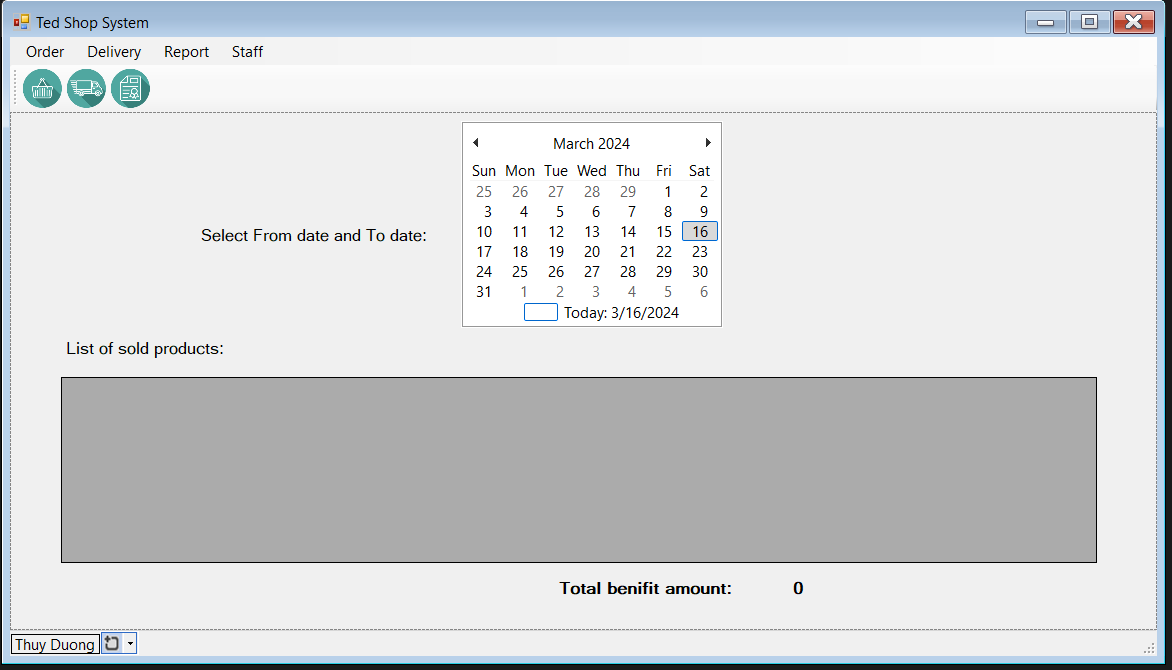 Ted Shop System
Order Delivery Report Staff
March 2024
Sun Mon Tue Wed Thu Fri Sat
25 26 27 28 29 1 2
3 4 5 6 7 8 9
10 11 12 13 14 15 16
17 18 19 20 21 22 23
24 25 26 27 28 29 30
31 1 2 3 4 5 6
Today: 3/16/2024
Select From date and To date:
List of sold products:
Total benifit amount: 0
Thuy Duong